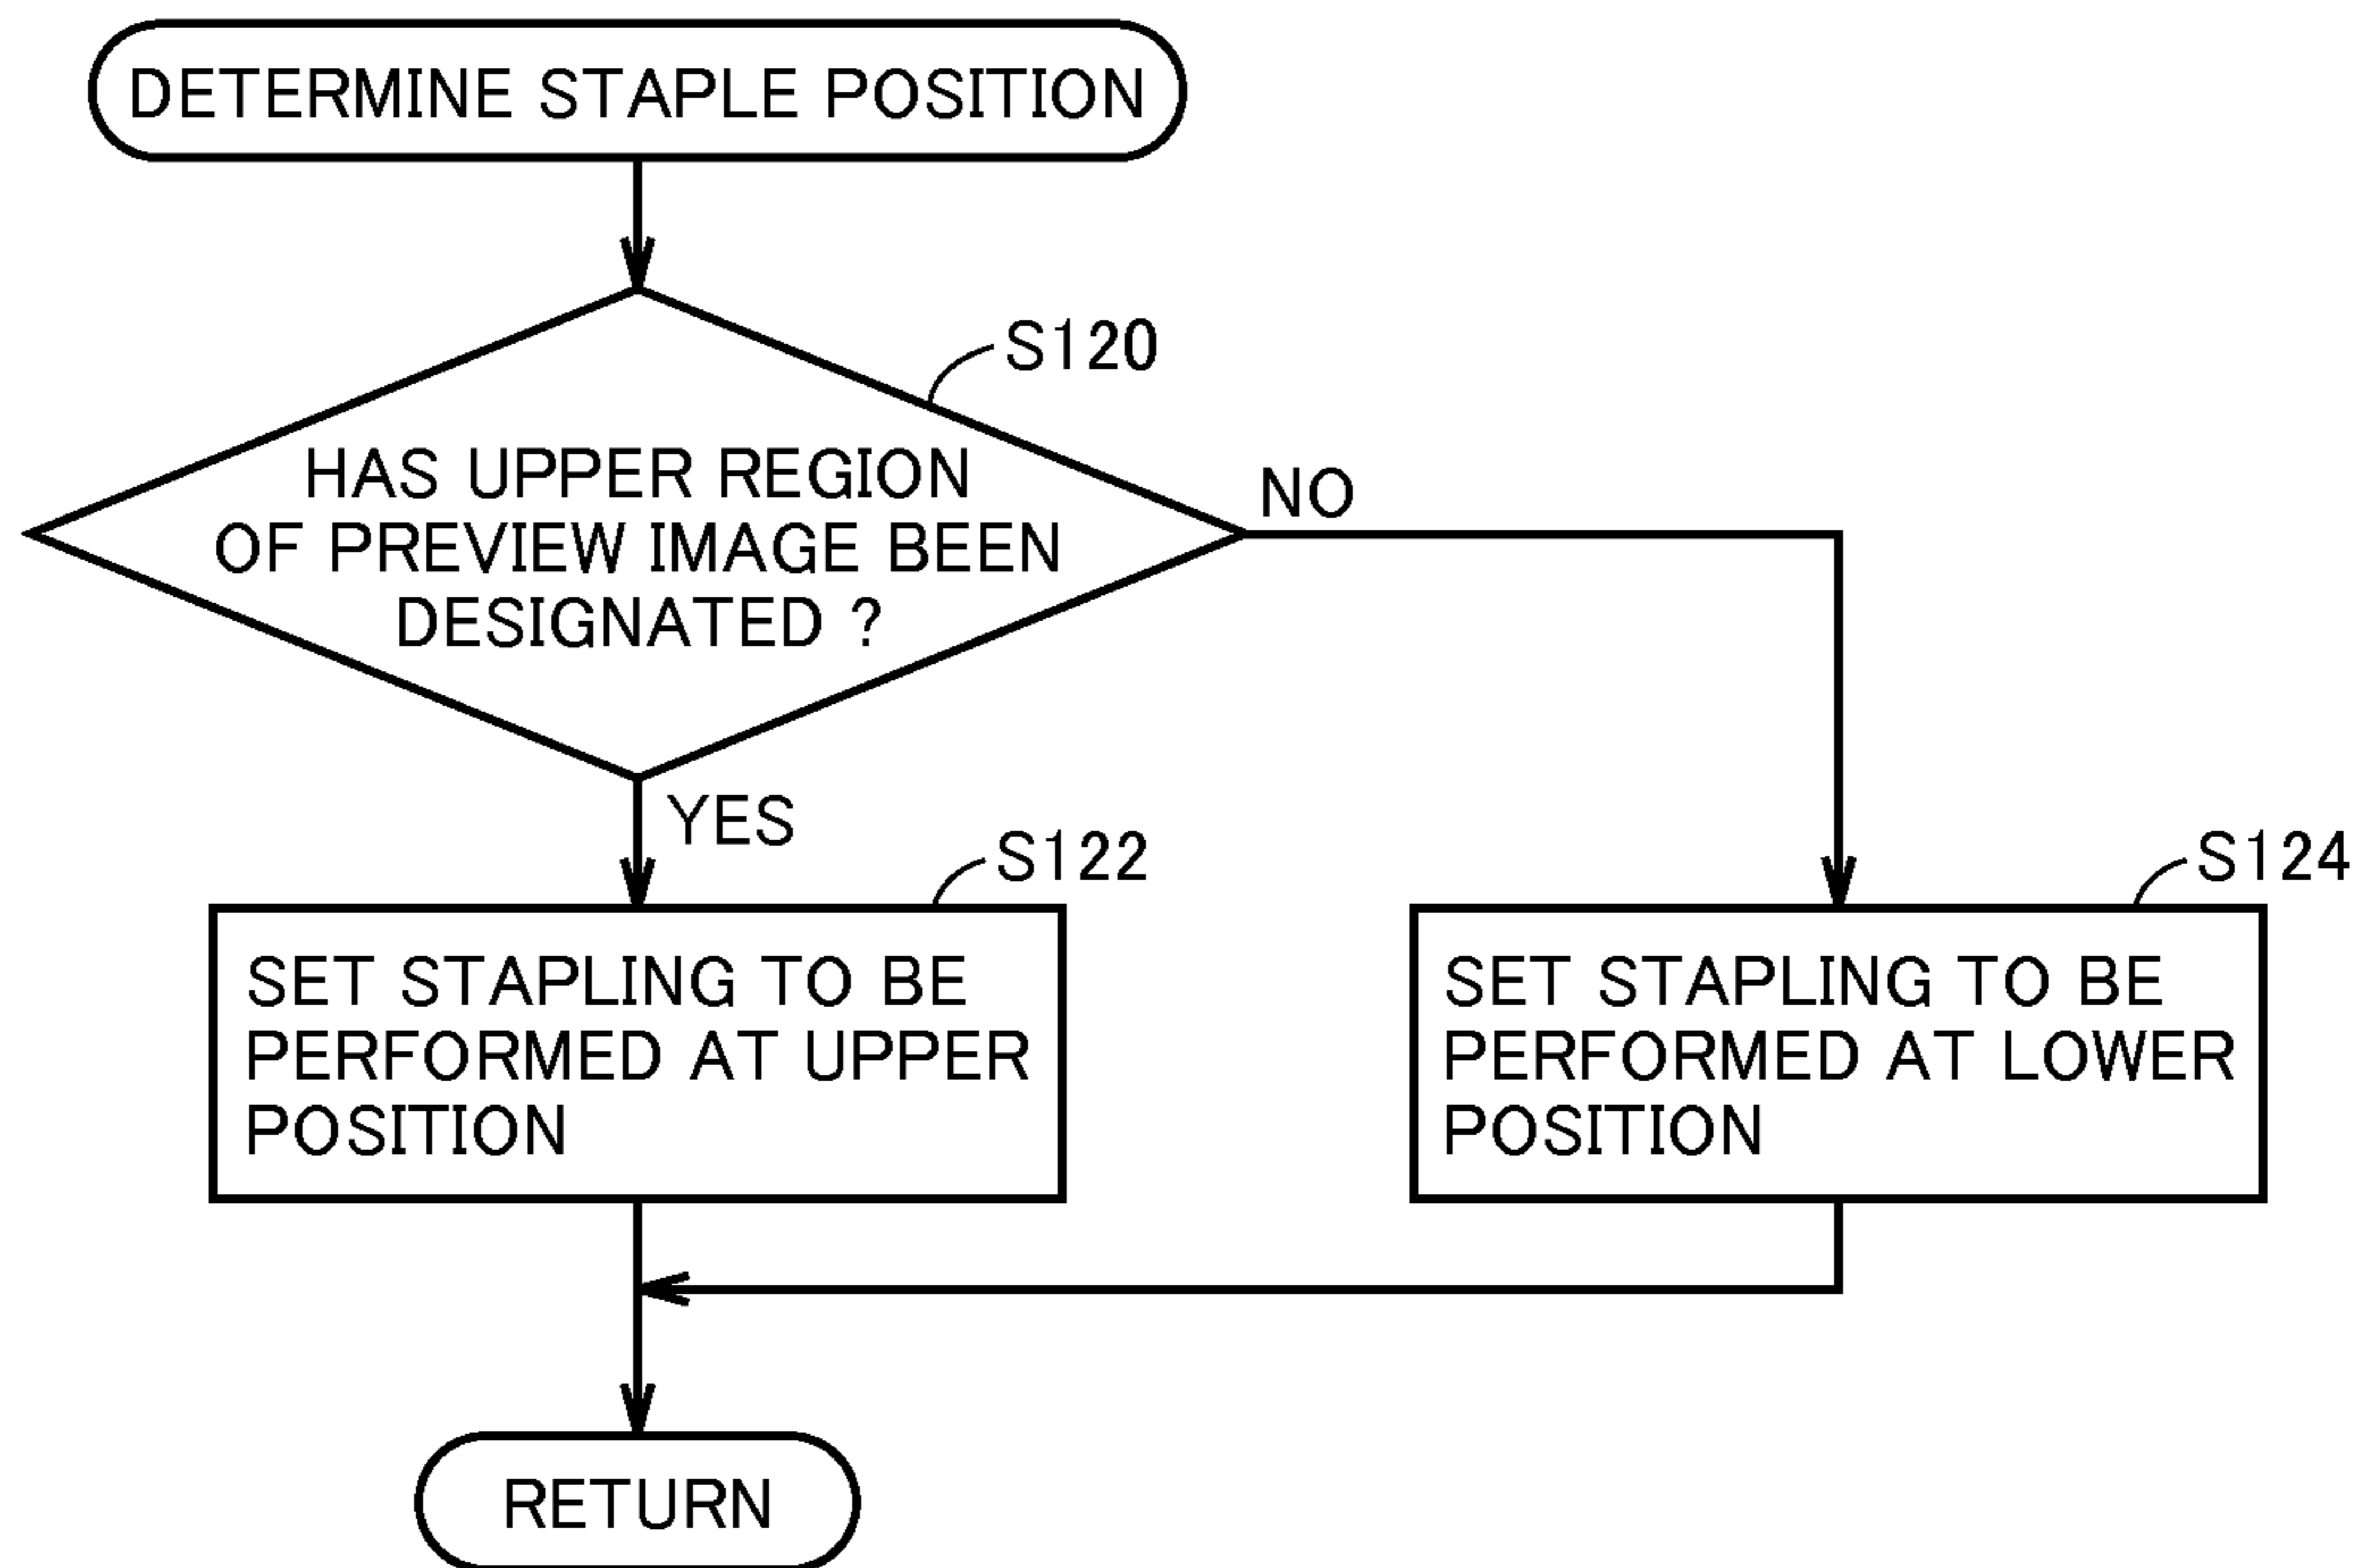 DETERMINE STAPLE POSITION
S120
HAS UPPER REGION
OF PREVIEW IMAGE BEEN
DESIGNATED ?
NO
YES
S122
SET STAPLING TO BE
PERFORMED AT UPPER
POSITION
S124
SET STAPLING TO BE
PERFORMED AT LOWER
POSITION
RETURN